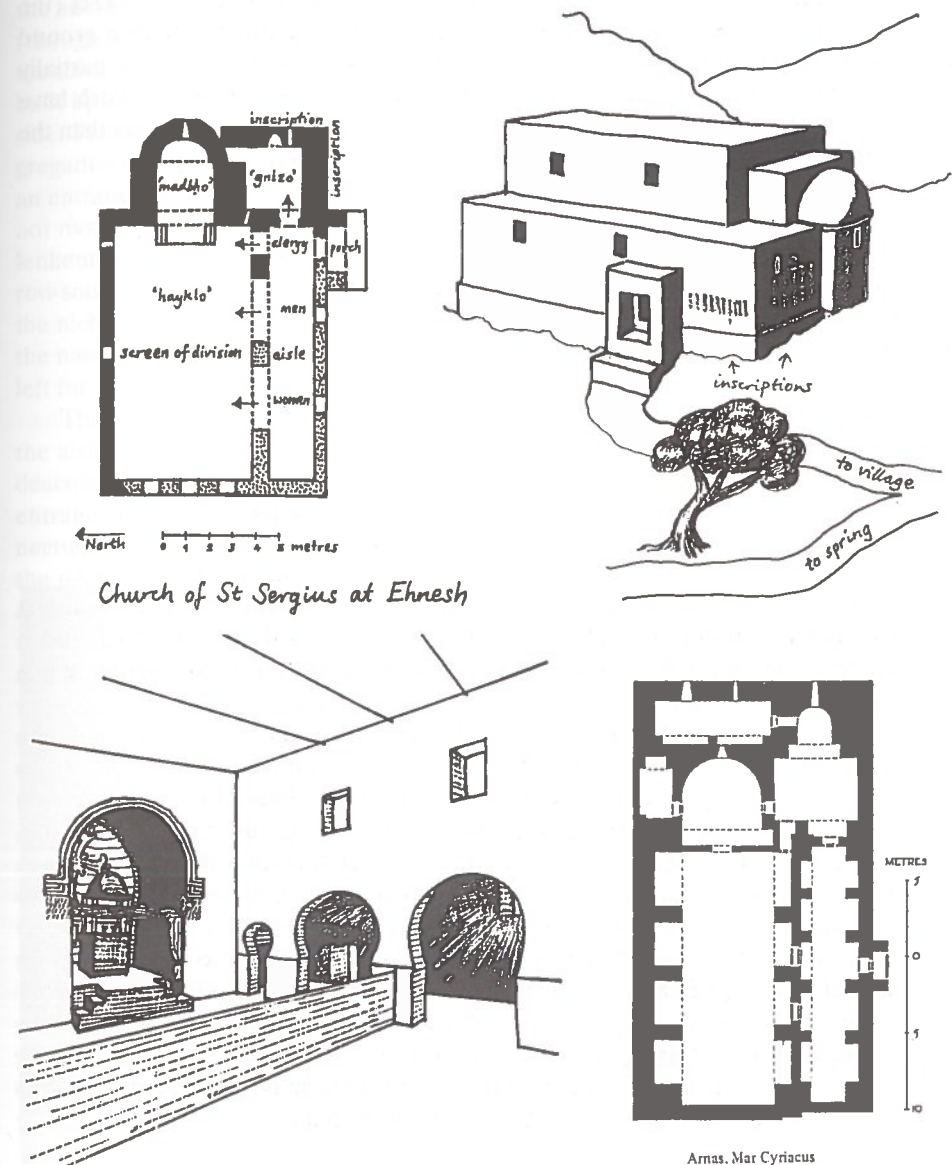 inscription
inscription
'madbho'
'gnizo'
clergy
porch
'hayklo'
men
screen of division
aisle
women
North
0 1 2 3 4 5 metres
Church of St Sergius at Ehnesh
inscriptions
to village
to spring
METRES
5
0
5
10
Arnas, Mar Cyriacus